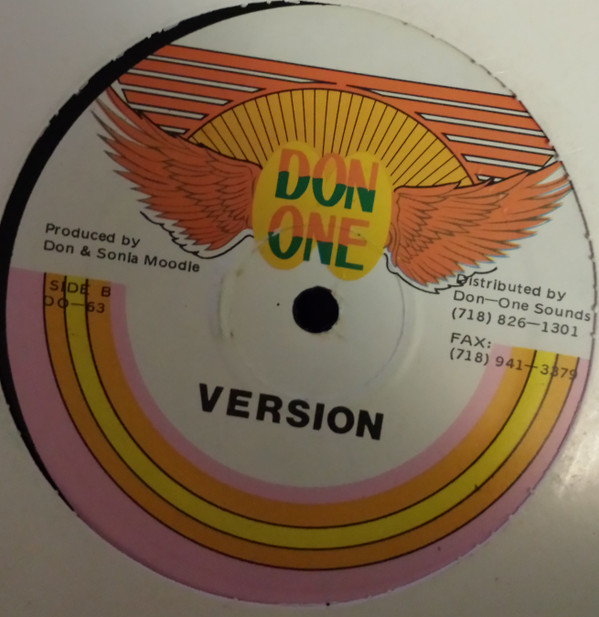 DON
ONE
Produced by
Don & Sonia Moodie
SIDE B
DO-63
Distributed by
Don-One Sounds
(718) 826-1301
FAX:
(718) 941-3379
VERSION